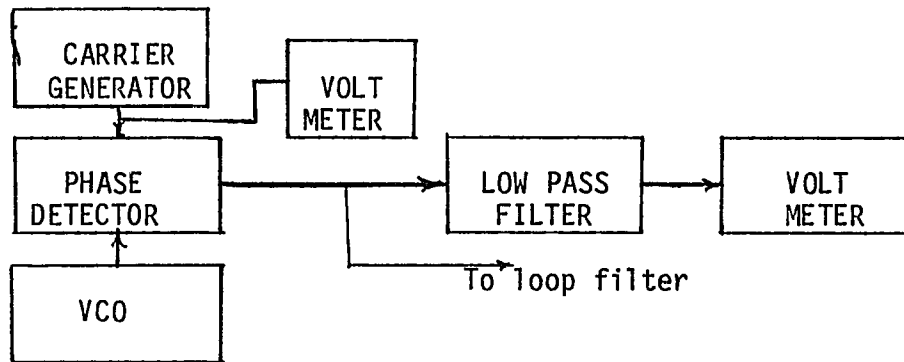 CARRIER
GENERATOR
VOLT
METER
PHASE
DETECTOR
LOW PASS
FILTER
VOLT
METER
To loop filter
VCO